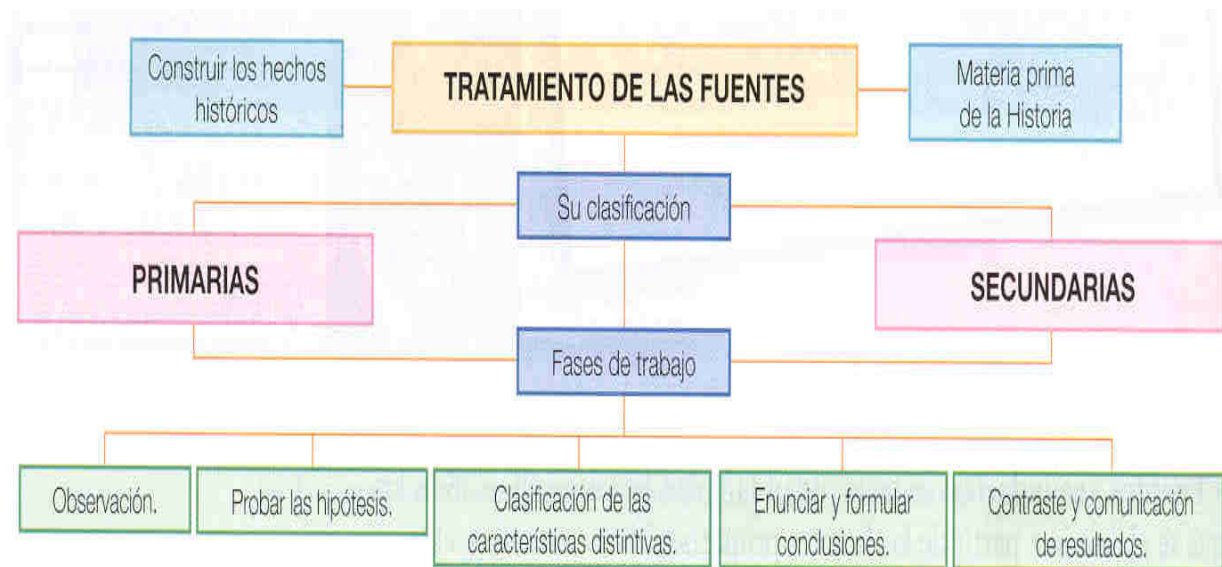 Construir los hechos
históricos
TRATAMIENTO DE LAS FUENTES
Materia prima
de la Historia
Su clasificación
PRIMARIAS
SECUNDARIAS
Fases de trabajo
Observación.
Probar las hipótesis.
Clasificación de las
características distintivas.
Enunciar y formular
conclusiones.
Contraste y comunicación
de resultados.